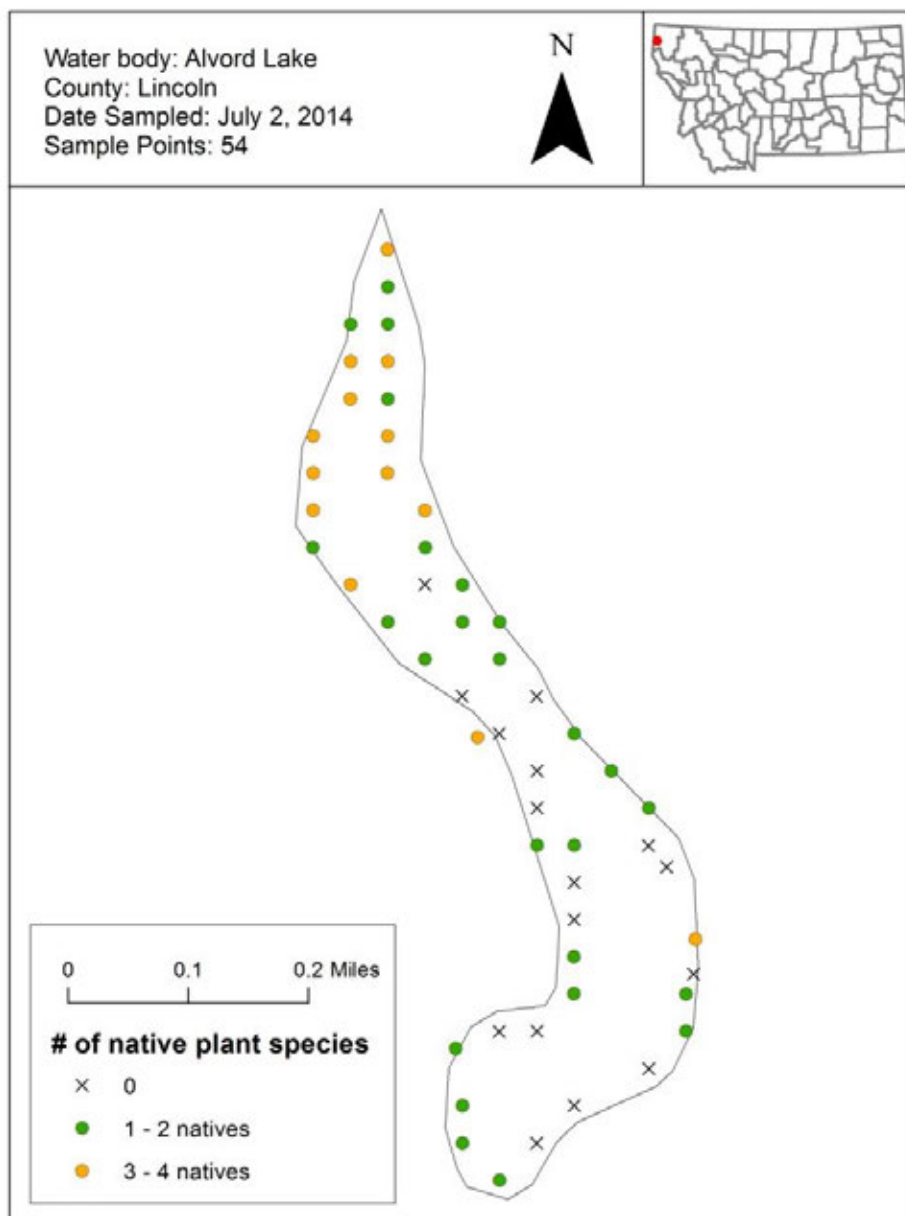 Water body: Alvord Lake
County: Lincoln
Date Sampled: July 2, 2014
Sample Points: 54
N
0 0.1 0.2 Miles
# of native plant species
0
1 - 2 natives
3 - 4 natives